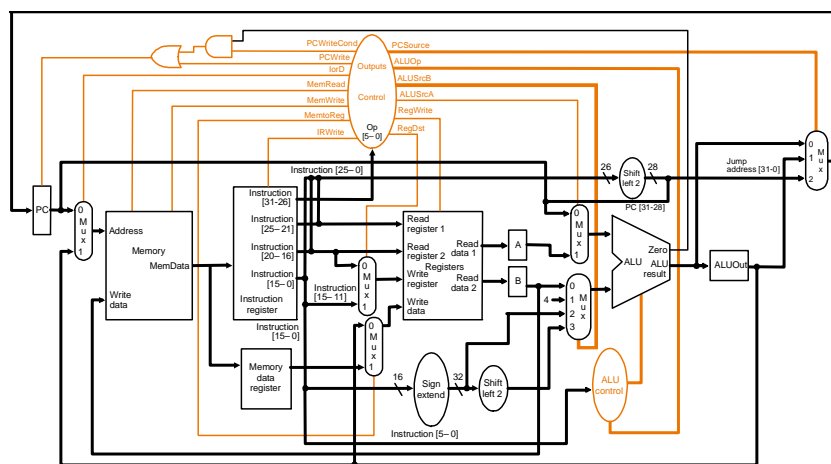 PCWriteCond
PCWrite
IorD
MemRead
MemWrite
MemtoReg
IRWrite
Outputs
Control
Op
[5–0]
PCSource
ALUOp
ALUSrcB
ALUSrcA
RegWrite
RegDst
Instruction [25–0]
26
Shift
left 2
28
Jump
address [31-0]
PC [31-28]
0
1
2
M
u
x
PC
0
M
u
x
1
Address
Memory
MemData
Write
data
Instruction
[31-26]
Instruction
[25–21]
Instruction
[20–16]
Instruction
[15–0]
Instruction
register
Instruction
[15–0]
Instruction
[15–11]
0
M
u
x
1
Read
register 1
Read
register 2
Registers
Write
register
Write
data
Read
data 1
Read
data 2
A
B
0
M
u
x
1
4
0
1
2
3
M
u
x
Zero
ALU
ALU
result
ALUOut
0
M
u
x
1
Memory
data
register
16
Sign
extend
32
Shift
left 2
ALU
control
Instruction [5–0]